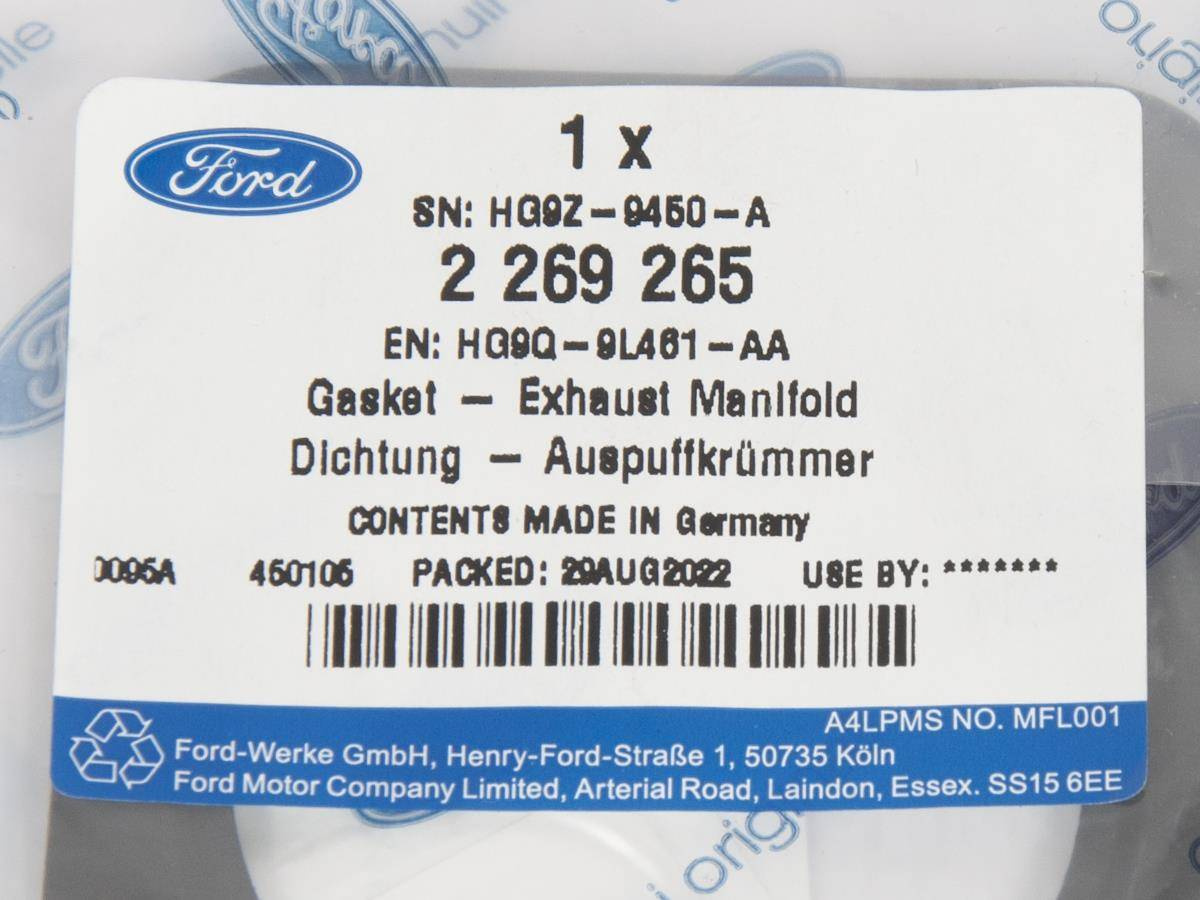 Ford
1 x
SN: HG9Z-9450-A
2 269 265
EN: HG9Q-9L461-AA
Gasket - Exhaust Manifold
Dichtung - Auspuffkrümmer
CONTENTS MADE IN Germany
0095A 450105 PACKED: 29AUG2022 USE BY: *******
A4LPMS NO. MFL001
Ford-Werke GmbH, Henry-Ford-Straße 1, 50735 Köln
Ford Motor Company Limited, Arterial Road, Laindon, Essex. SS15 6EE